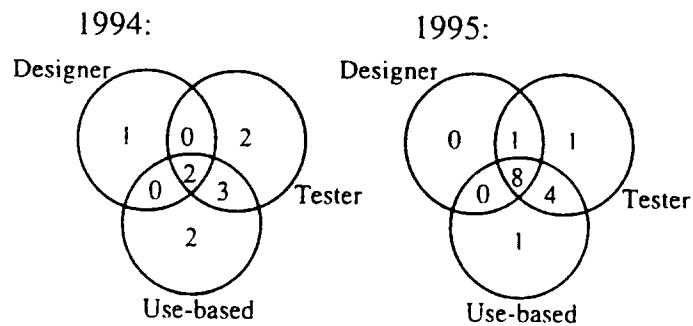 1994:
Designer
1 0 2
2
0 3
Tester
2
Use-based
1995:
Designer
0 1 1
8
0 4
Tester
1
Use-based